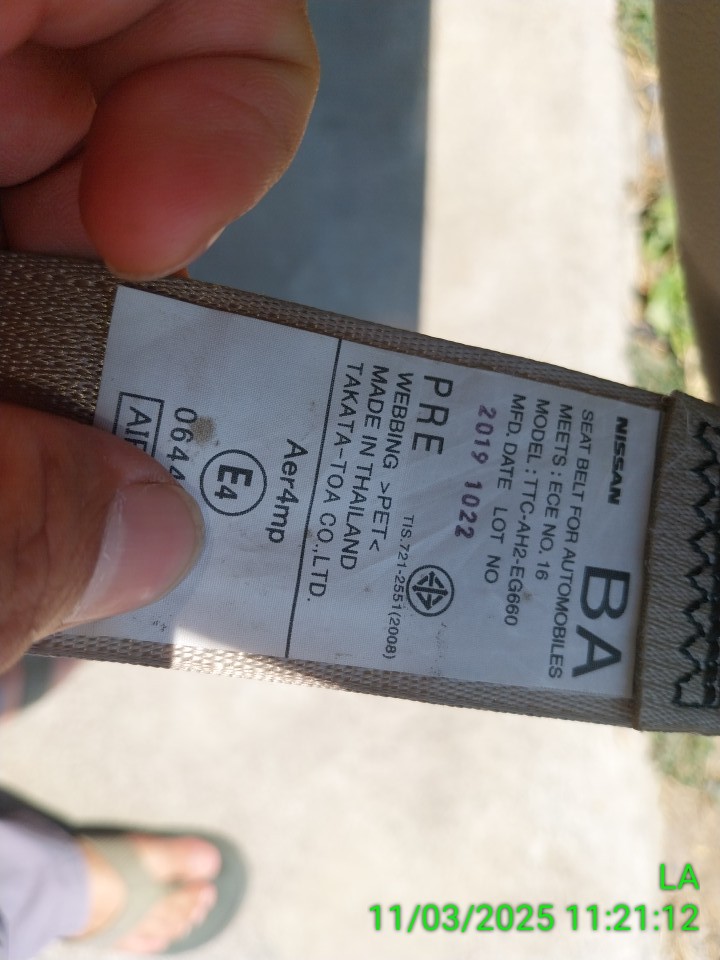 NISSAN
BA
SEAT BELT FOR AUTOMOBILES
MEETS : ECE NO. 16
MODEL : TTC-AH2-EG660
MFD. DATE LOT NO
2019 1022
PRE
TIS.721-2551(2008)
WEBBING >PET<
MADE IN THAILAND
TAKATA-TOA CO.,LTD.
Aer4mp
E4
LA
11/03/2025 11:21:12